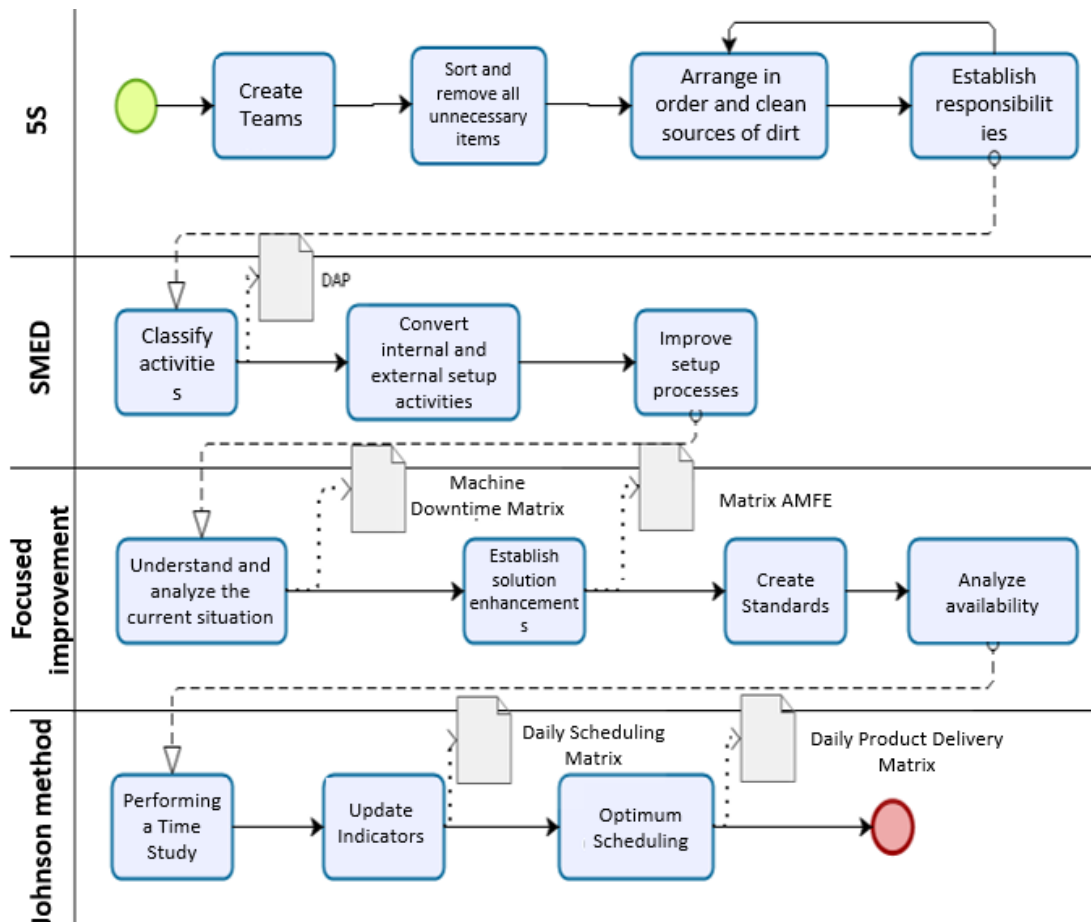 5S
Create
Teams
Sort and
remove all
unnecessary
items
Arrange in
order and clean
sources of dirt
Establish
responsibilit
ies
SMED
DAP
Classify
activitie
s
Convert
internal and
external setup
activities
Improve
setup
processes
Focused
improvement
Machine
Downtime Matrix
Matrix AMFE
Understand and
analyze the
current situation
Establish
solution
enhancement
s
Create
Standards
Analyze
availability
Johnson method
Daily Scheduling
Matrix
Daily Product Delivery
Matrix
Performing
a Time
Study
Update
Indicators
Optimum
Scheduling